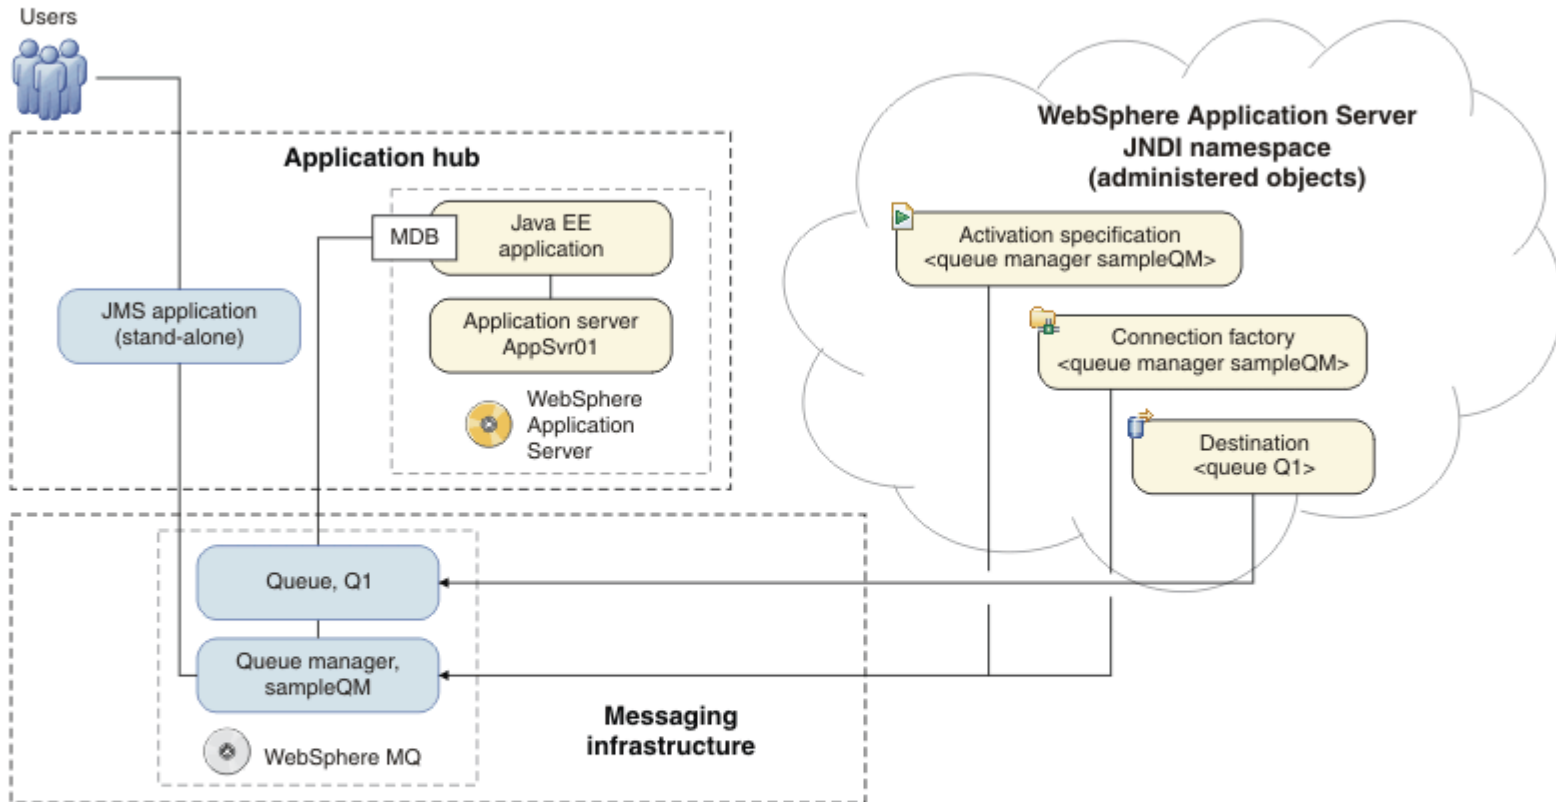 Users
Application hub
MDB
Java EE
application
JMS application
(stand-alone)
Application server
AppSvr01
WebSphere
Application
Server
WebSphere Application Server
JNDI namespace
(administered objects)
Activation specification
<queue manager sampleQM>
Connection factory
<queue manager sampleQM>
Destination
<queue Q1>
Queue, Q1
Queue manager,
sampleQM
WebSphere MQ
Messaging
infrastructure